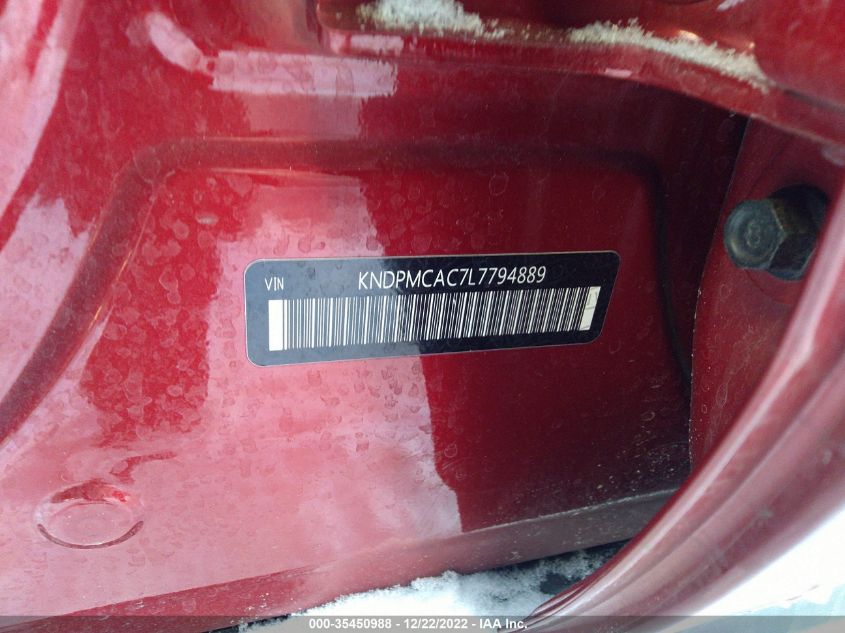 VIN KNDPMCAC7L7794889
000-35450988 - 12/22/2022 - IAA Inc.